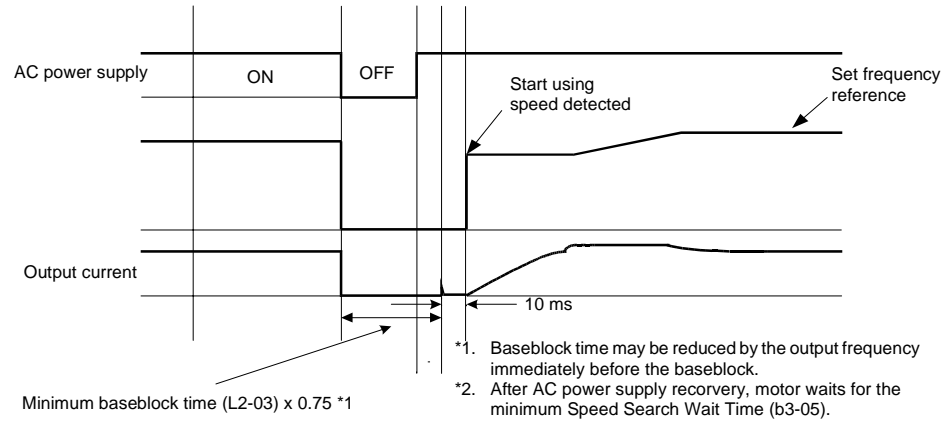 AC power supply
ON
OFF
Start using
speed detected
Set frequency
reference
Output current
10 ms
*1. Baseblock time may be reduced by the output frequency
immediately before the baseblock.
*2. After AC power supply recorvery, motor waits for the
minimum Speed Search Wait Time (b3-05).
Minimum baseblock time (L2-03) x 0.75 *1